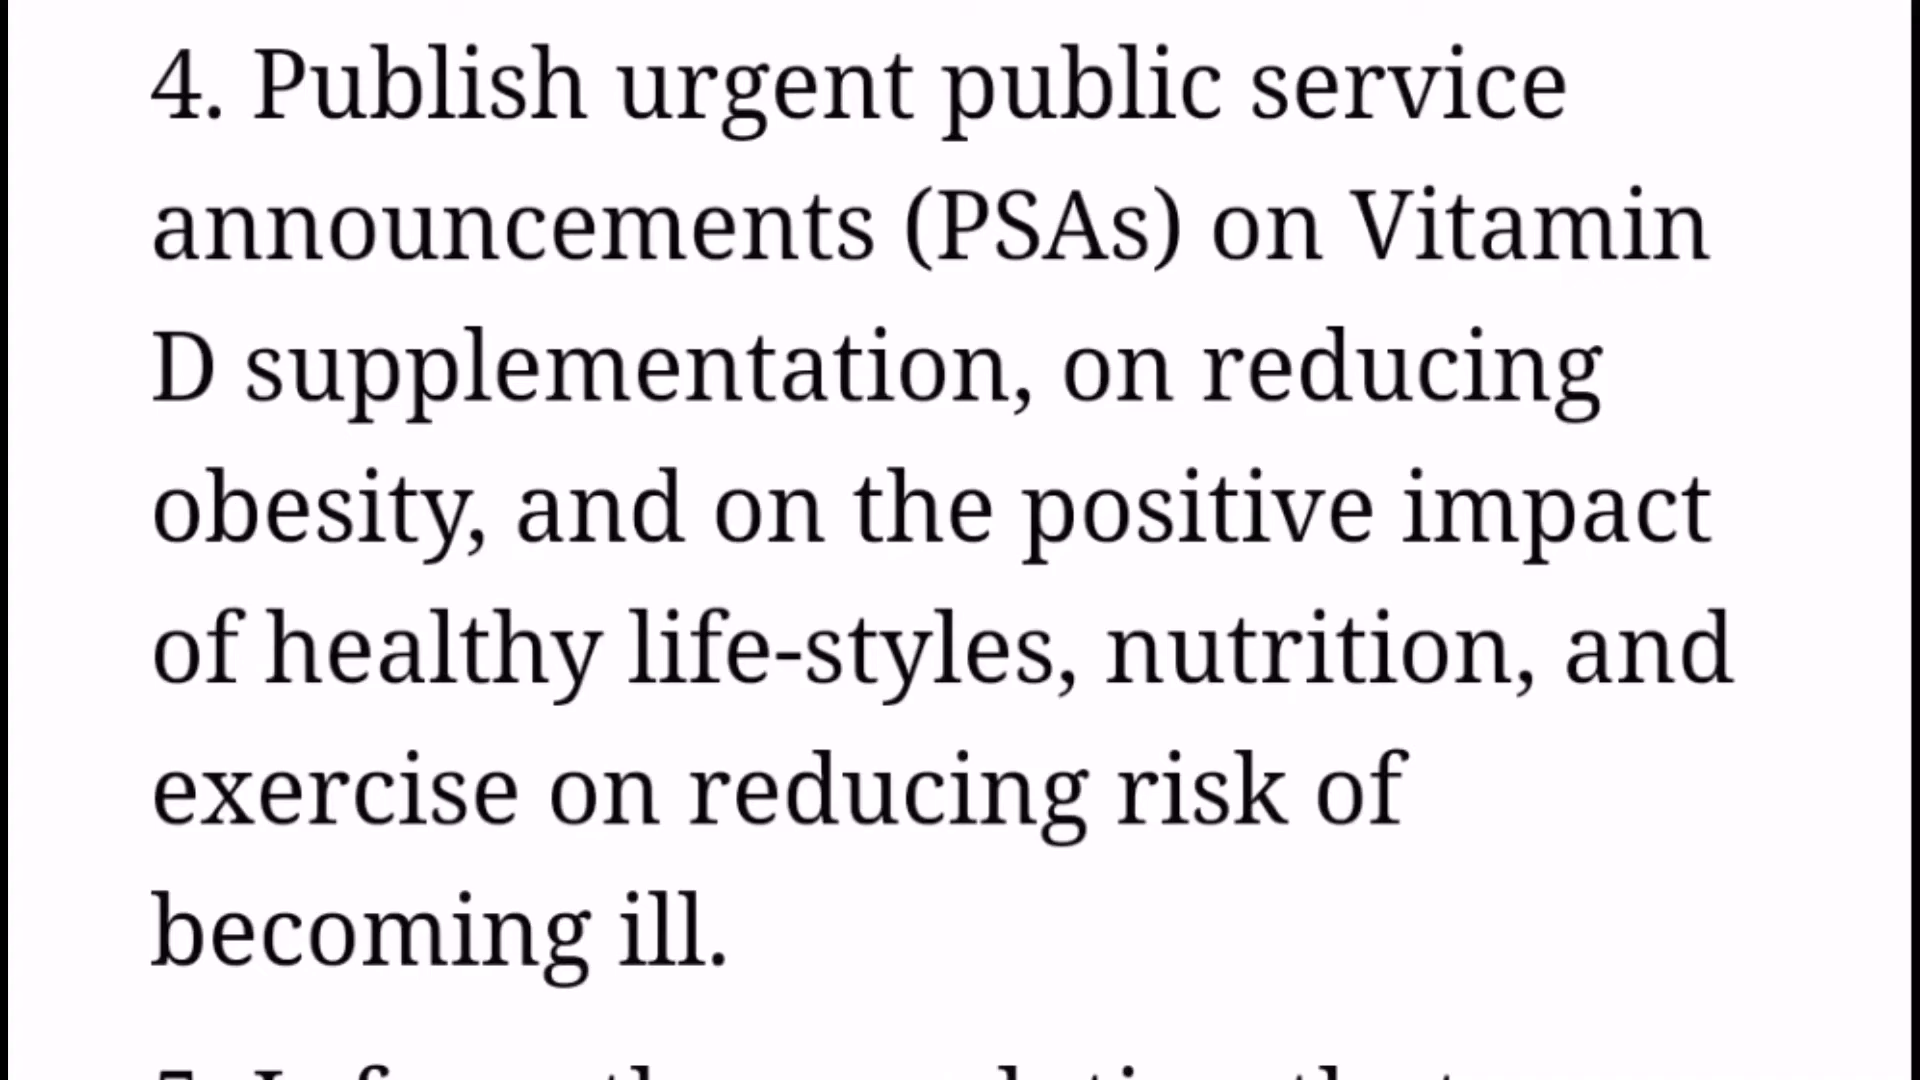 4. Publish urgent public service
announcements (PSAs) on Vitamin
D supplementation, on reducing
obesity, and on the positive impact
of healthy life-styles, nutrition, and
exercise on reducing risk of
becoming ill.